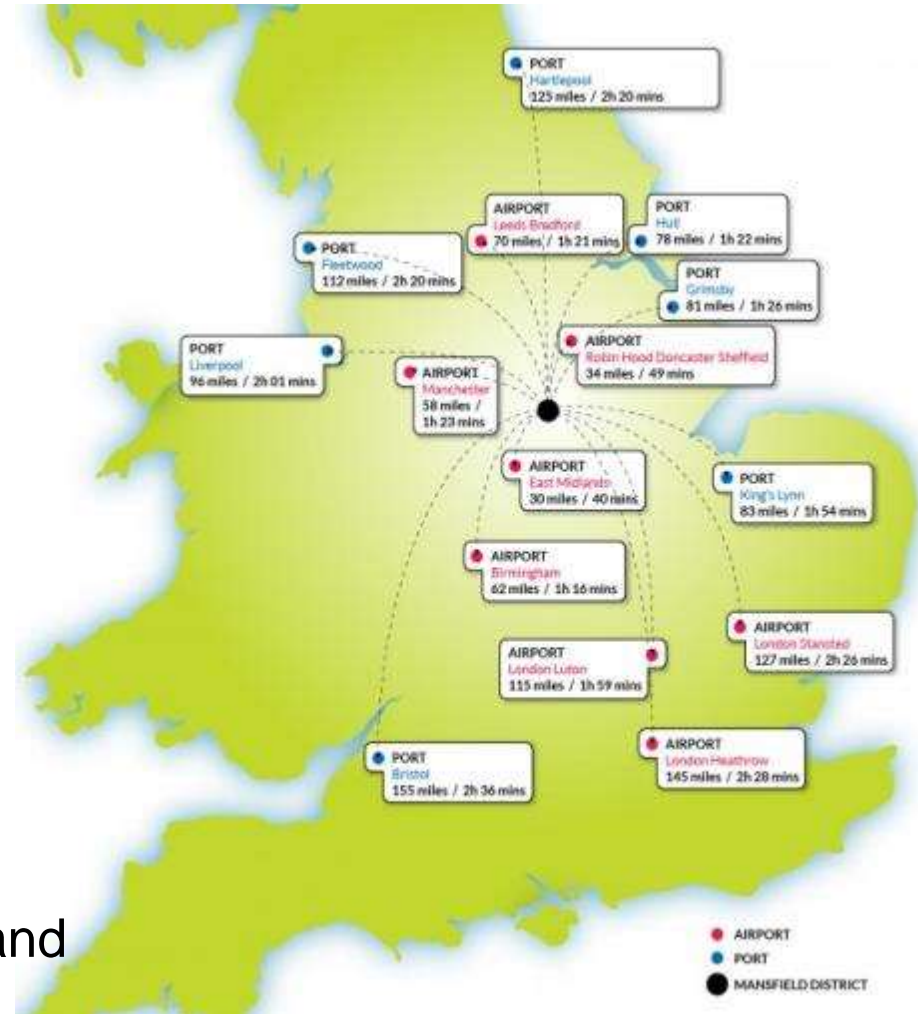 PORT
Hartlepool
125 miles / 2h 20 mins
AIRPORT
Leeds Bradford
70 miles / 1h 21 mins
PORT
Hull
78 miles / 1h 22 mins
PORT
Fleetwood
112 miles / 2h 20 mins
PORT
Grimsby
81 miles / 1h 26 mins
AIRPORT
Robin Hood Doncaster Sheffield
34 miles / 49 mins
PORT
Liverpool
96 miles / 2h 01 mins
AIRPORT
Manchester
58 miles /
1h 23 mins
AIRPORT
East Midlands
30 miles / 40 mins
PORT
King's Lynn
83 miles / 1h 54 mins
AIRPORT
Birmingham
62 miles / 1h 16 mins
AIRPORT
London Stansted
127 miles / 2h 26 mins
AIRPORT
London Luton
115 miles / 1h 59 mins
AIRPORT
London Heathrow
145 miles / 2h 28 mins
PORT
Bristol
155 miles / 2h 36 mins
and
AIRPORT
PORT
MANSFIELD DISTRICT